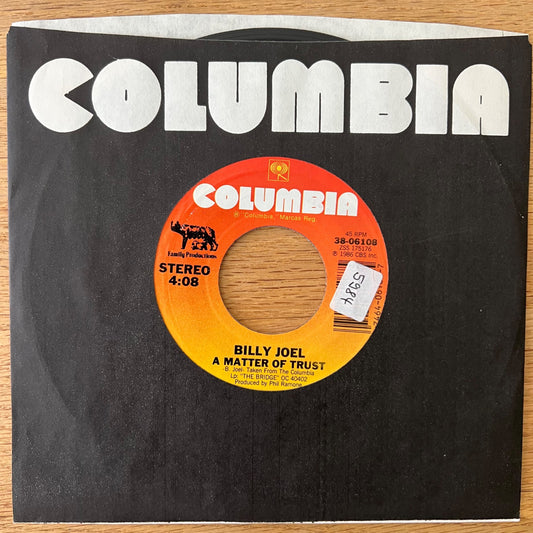 COLUMBIA
COLUMBIA
® "Columbia," Marcas Reg.
Family Productions
STEREO
4:08
45 RPM
38-06108
ZSS 175176
℗ 1986 CBS Inc.
5984
BILLY JOEL
A MATTER OF TRUST
-B. Joel- Taken From The Columbia
Lp: "THE BRIDGE" OC 40402
Produced by Phil Ramone